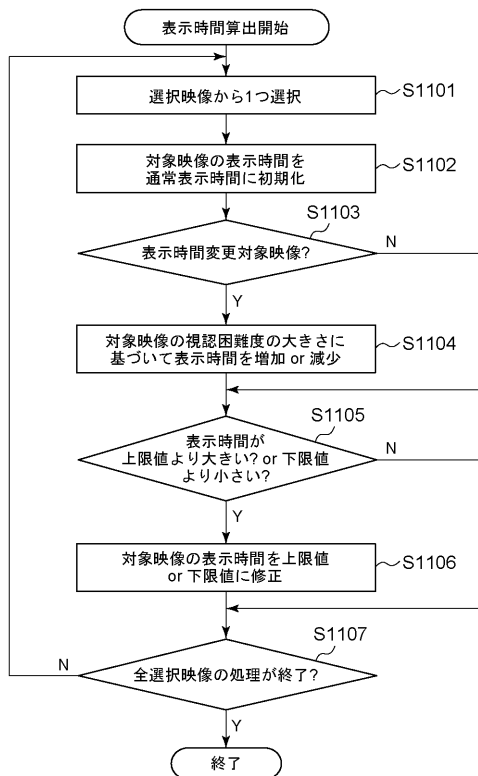 表示時間算出開始
選択映像から1つ選択
S1101
対象映像の表示時間を
通常表示時間に初期化
S1102
S1103
表示時間変更対象映像?
N
Y
対象映像の視認困難度の大きさに
基づいて表示時間を増加 or 減少
S1104
S1105
表示時間が
上限値より大きい? or 下限値
より小さい?
N
Y
対象映像の表示時間を上限値
or 下限値に修正
S1106
S1107
N
全選択映像の処理が終了?
Y
終了